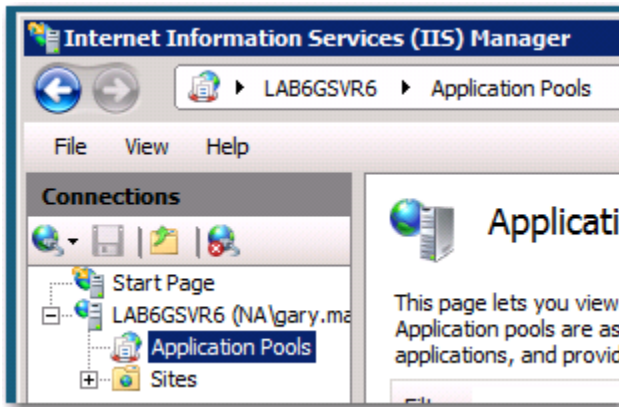 Internet Information Services (IIS) Manager
LAB6GSVR6 Application Pools
File View Help
Connections
Start Page
LAB6GSVR6 (NA\gary.ma
Application Pools
Sites
Applicati
This page lets you view
Application pools are as
applications, and provid